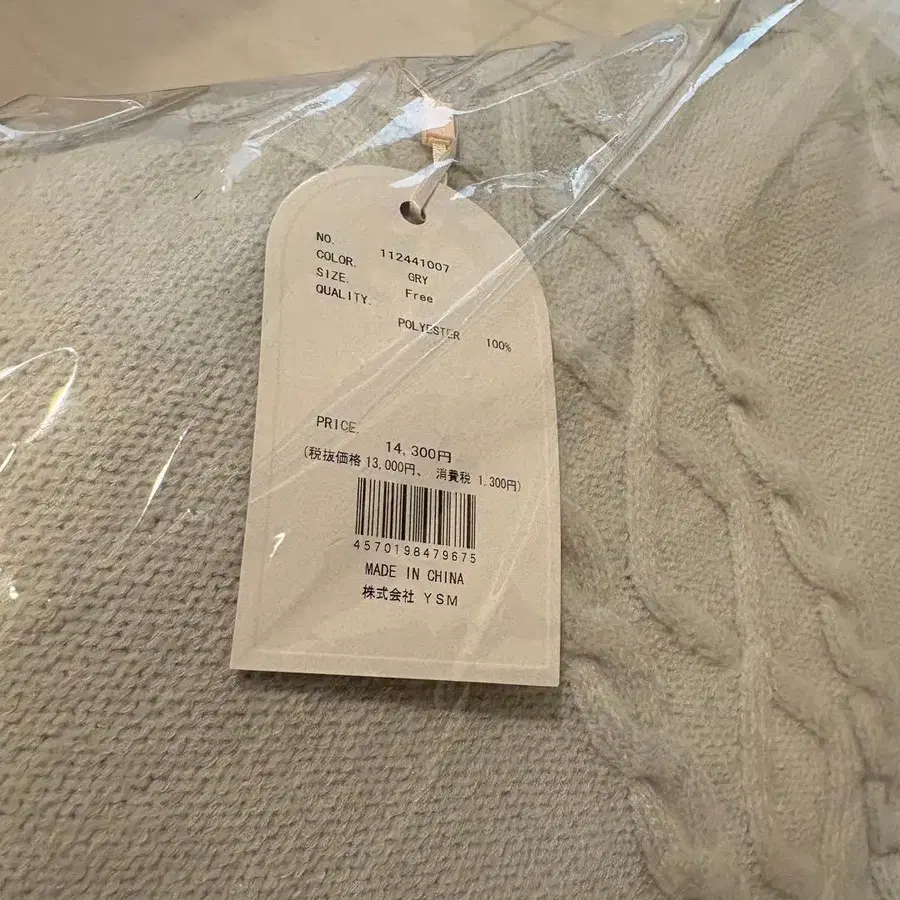 NO. 112441007
COLOR. GRY
SIZE. Free
QUALITY.
POLYESTER 100%
PRICE.
14,300円
(税抜価格 13,000円、 消費税 1,300円)
4570198479675
MADE IN CHINA
株式会社 YSM